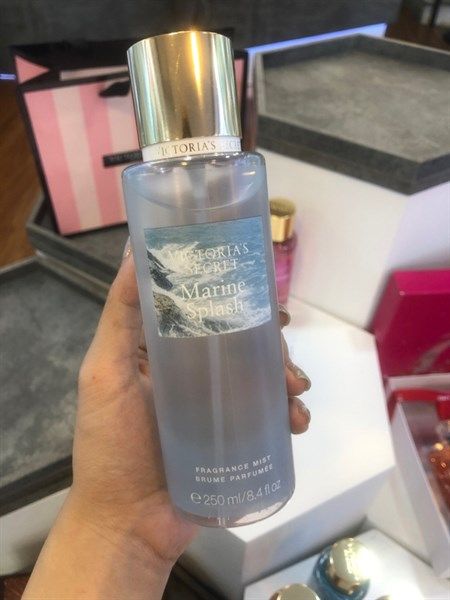 VICTORIA'S SECRET
VICTORIA'S
SECRET
Marine
Splash
FRAGRANCE MIST
BRUME PARFUMÉE
℮ 250 ml/8.4 fl oz